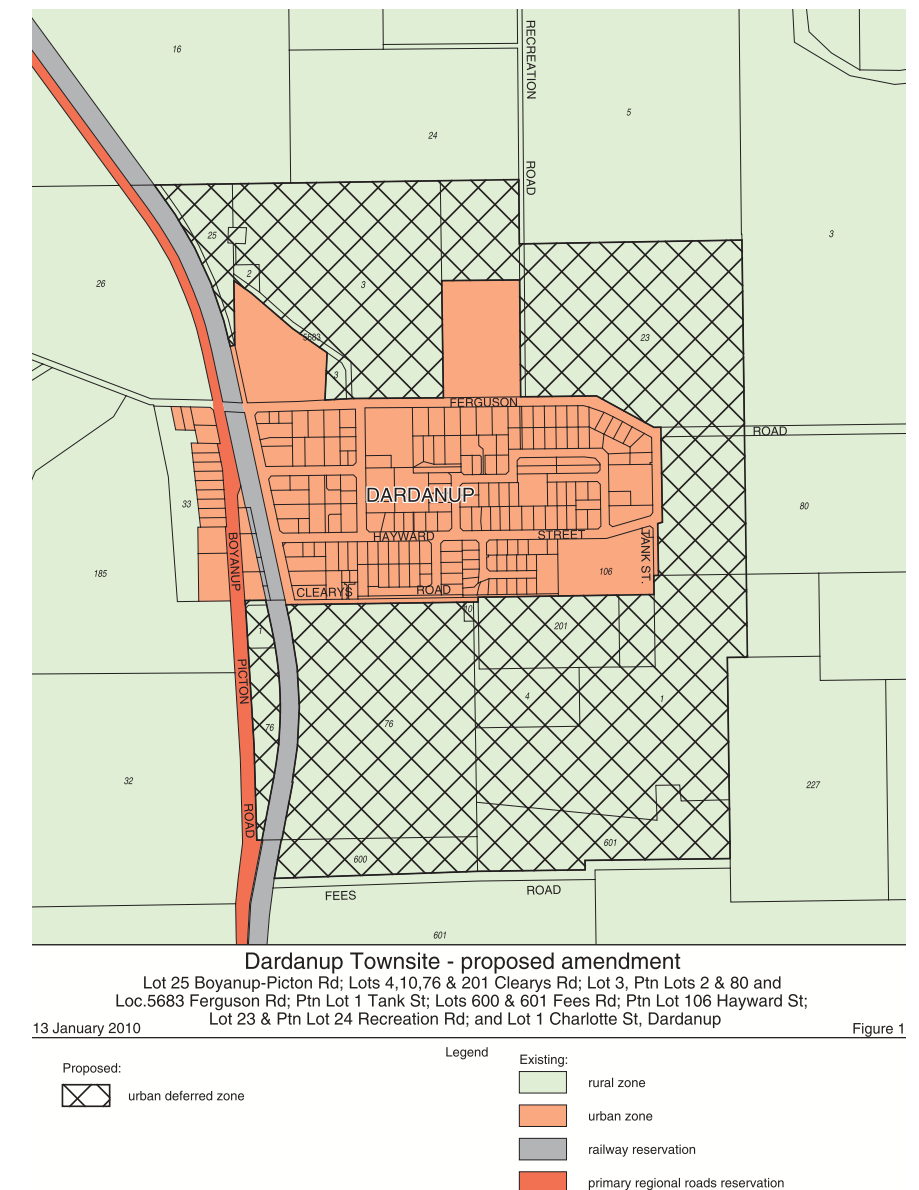 16
RECREATION
5
24
ROAD
3
25
26
2
3
5683
23
3
FERGUSON
ROAD
DARDANUP
33
80
HAYWARD
STREET
BOYANUP
TANK ST.
185
106
CLEARYS
ROAD
10
1
201
PICTON
4
1
76
76
32
227
ROAD
601
600
FEES
ROAD
601
Dardanup Townsite - proposed amendment
Lot 25 Boyanup-Picton Rd; Lots 4,10,76 & 201 Clearys Rd; Lot 3, Ptn Lots 2 & 80 and
Loc.5683 Ferguson Rd; Ptn Lot 1 Tank St; Lots 600 & 601 Fees Rd; Ptn Lot 106 Hayward St;
Lot 23 & Ptn Lot 24 Recreation Rd; and Lot 1 Charlotte St, Dardanup
13 January 2010
Figure 1
Legend
Proposed:
urban deferred zone
Existing:
rural zone
urban zone
railway reservation
primary regional roads reservation